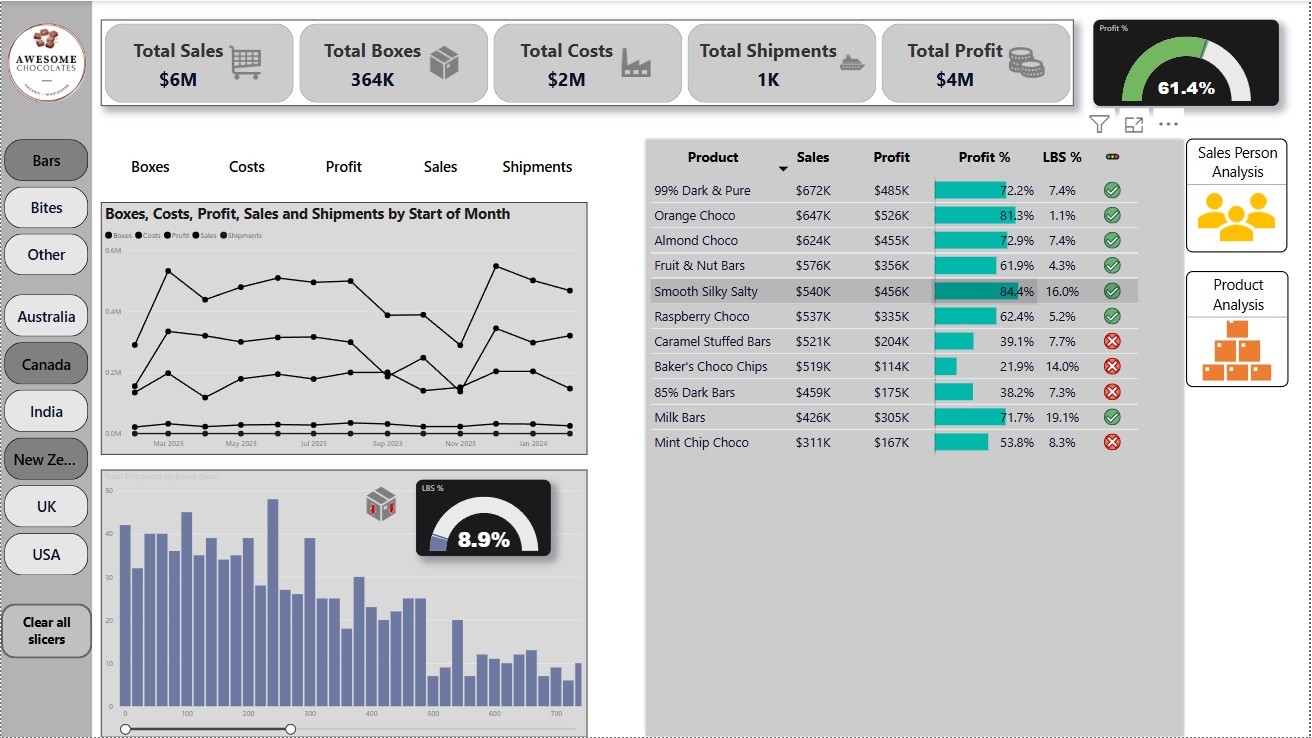 AWESOME
CHOCOLATES
Total Sales
$6M
Total Boxes
364K
Total Costs
$2M
Total Shipments
1K
Total Profit
$4M
Profit %
61.4%
Bars
Bites
Other
Australia
Canada
India
New Ze...
UK
USA
Clear all
slicers
Boxes Costs Profit Sales Shipments
Boxes, Costs, Profit, Sales and Shipments by Start of Month
Boxes Costs Profit Sales Shipments
0.6M
0.4M
0.2M
0.0M
Mar 2023 May 2023 Jul 2023 Sep 2023 Nov 2023 Jan 2024
Total Shipments by Boxes (bins)
50
40
30
20
10
0
0 100 200 300 400 500 600 700
LBS %
8.9%
Product Sales Profit Profit % LBS %
99% Dark & Pure $672K $485K 72.2% 7.4%
Orange Choco $647K $526K 81.3% 1.1%
Almond Choco $624K $455K 72.9% 7.4%
Fruit & Nut Bars $576K $356K 61.9% 4.3%
Smooth Silky Salty $540K $456K 84.4% 16.0%
Raspberry Choco $537K $335K 62.4% 5.2%
Caramel Stuffed Bars $521K $204K 39.1% 7.7%
Baker's Choco Chips $519K $114K 21.9% 14.0%
85% Dark Bars $459K $175K 38.2% 7.3%
Milk Bars $426K $305K 71.7% 19.1%
Mint Chip Choco $311K $167K 53.8% 8.3%
Sales Person
Analysis
Product
Analysis